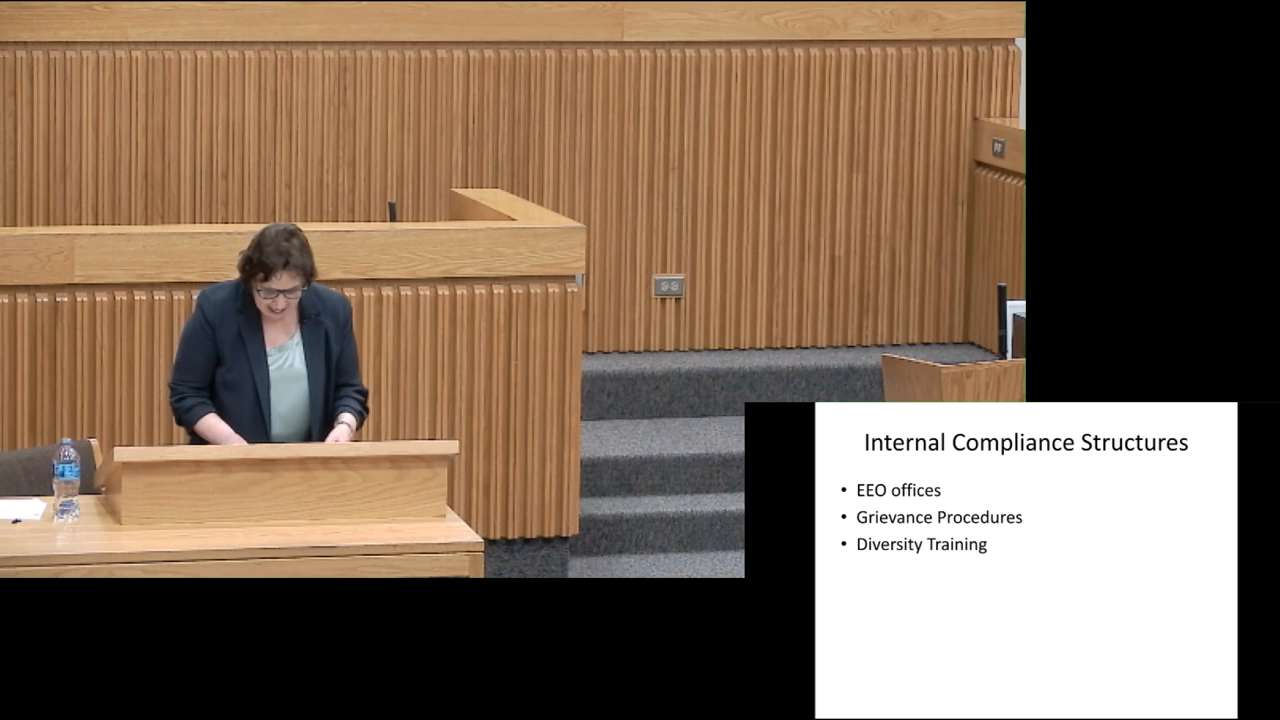 Internal Compliance Structures
• EEO offices
• Grievance Procedures
• Diversity Training